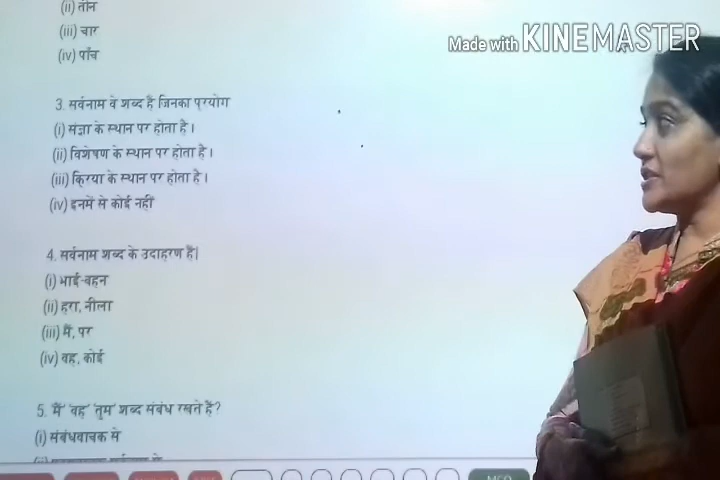 (ii) तीन
(iii) चार
(iv) पाँच
Made with KINEMASTER
3. सर्वनाम वे शब्द हैं जिनका प्रयोग
(i) संज्ञा के स्थान पर होता है।
(ii) विशेषण के स्थान पर होता है।
(iii) क्रिया के स्थान पर होता है।
(iv) इनमें से कोई नहीं
4. सर्वनाम शब्द के उदाहरण हैं|
(i) भाई-बहन
(ii) हरा, नीला
(iii) मैं, पर
(iv) वह, कोई
5. 'मैं' 'वह' 'तुम' शब्द संबंध रखते हैं?
(i) संबंधवाचक से